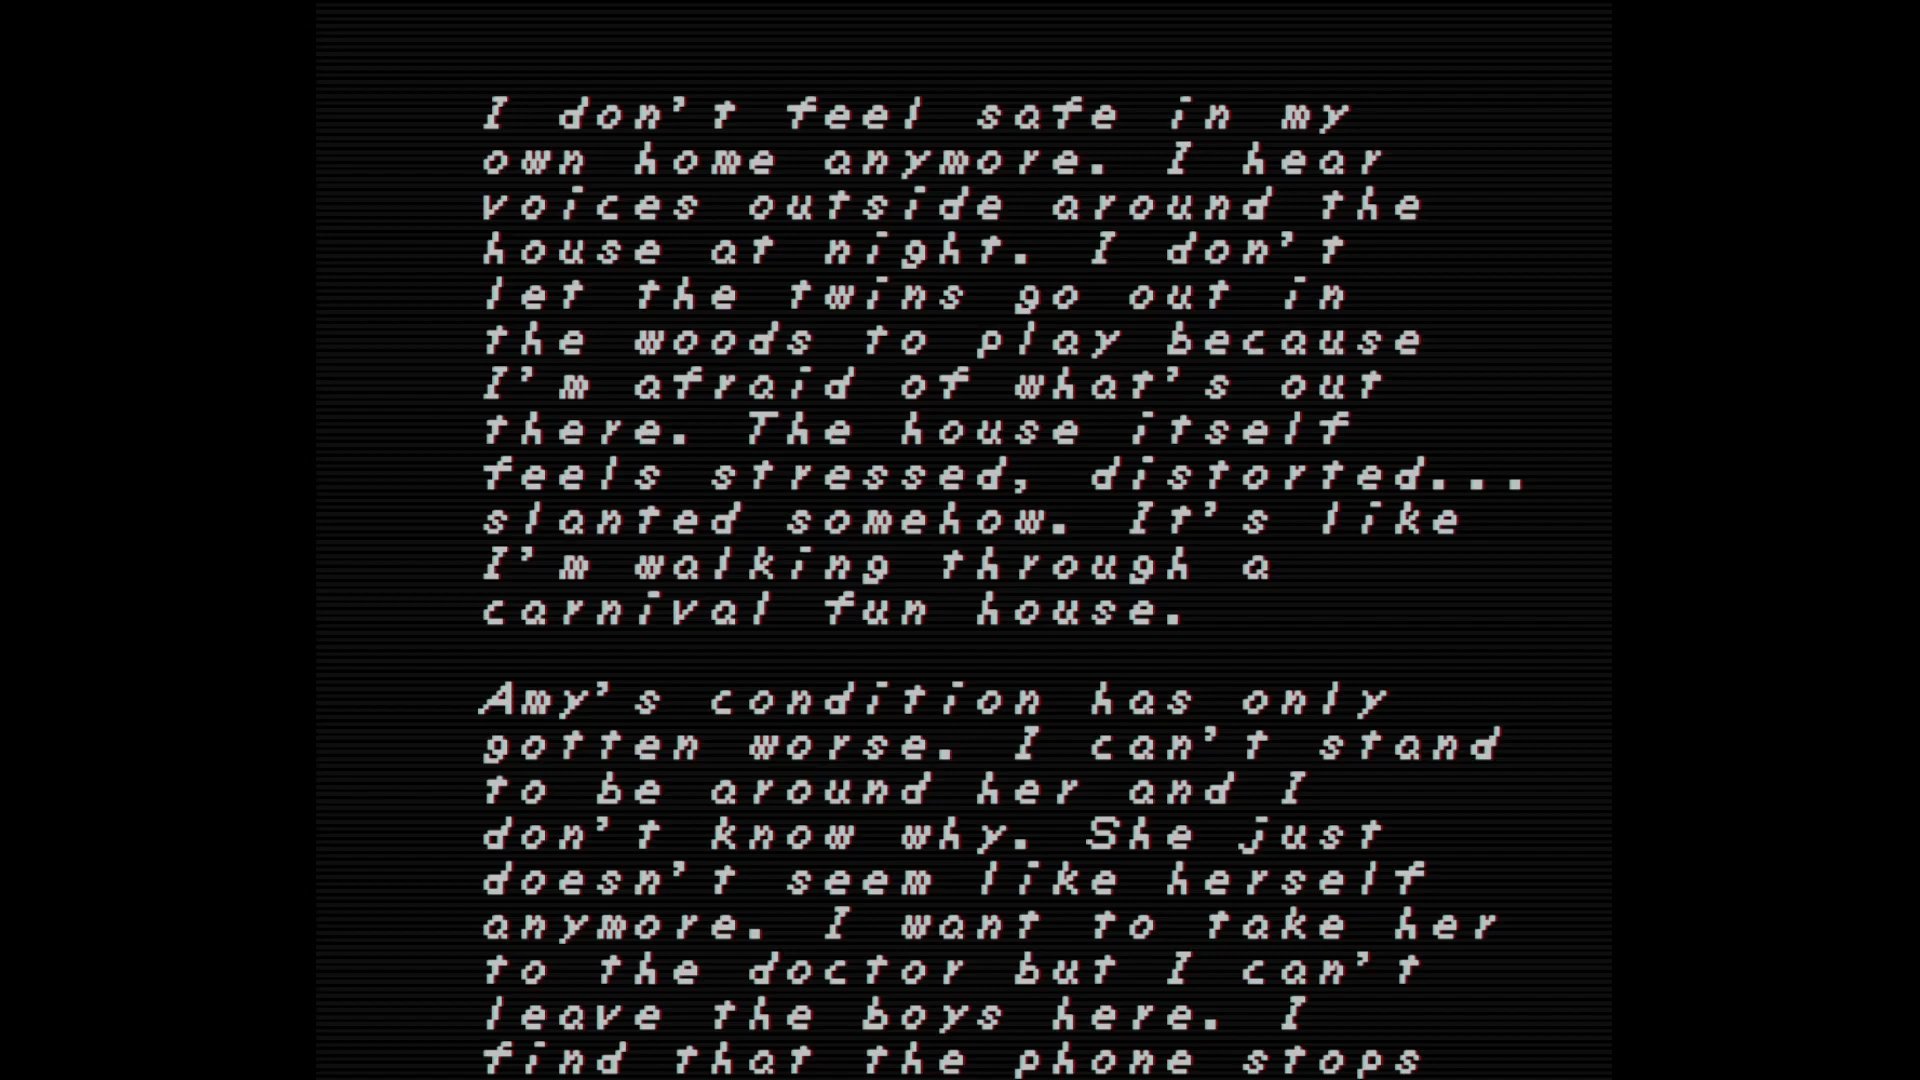 I don't feel safe in my
own home anymore. I hear
voices outside around the
house at night. I don't
let the twins go out in
the woods to play because
I'm afraid of what's out
there. The house itself
feels stressed, distorted...
slanted somehow. It's like
I'm walking through a
carnival fun house.
Amy's condition has only
gotten worse. I can't stand
to be around her and I
don't know why. She just
doesn't seem like herself
anymore. I want to take her
to the doctor but I can't
leave the boys here. I
find that the phone stops